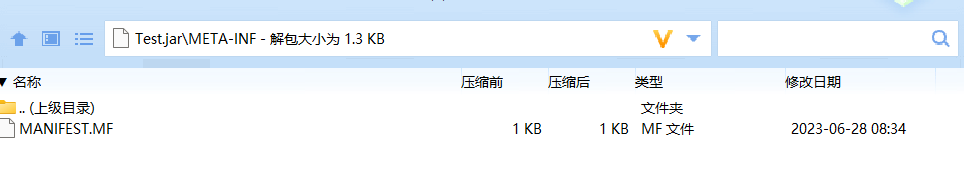 Test.jar\META-INF - 解包大小为 1.3 KB
名称 压缩前 压缩后 类型 修改日期
.. (上级目录) 文件夹
MANIFEST.MF 1 KB 1 KB MF 文件 2023-06-28 08:34